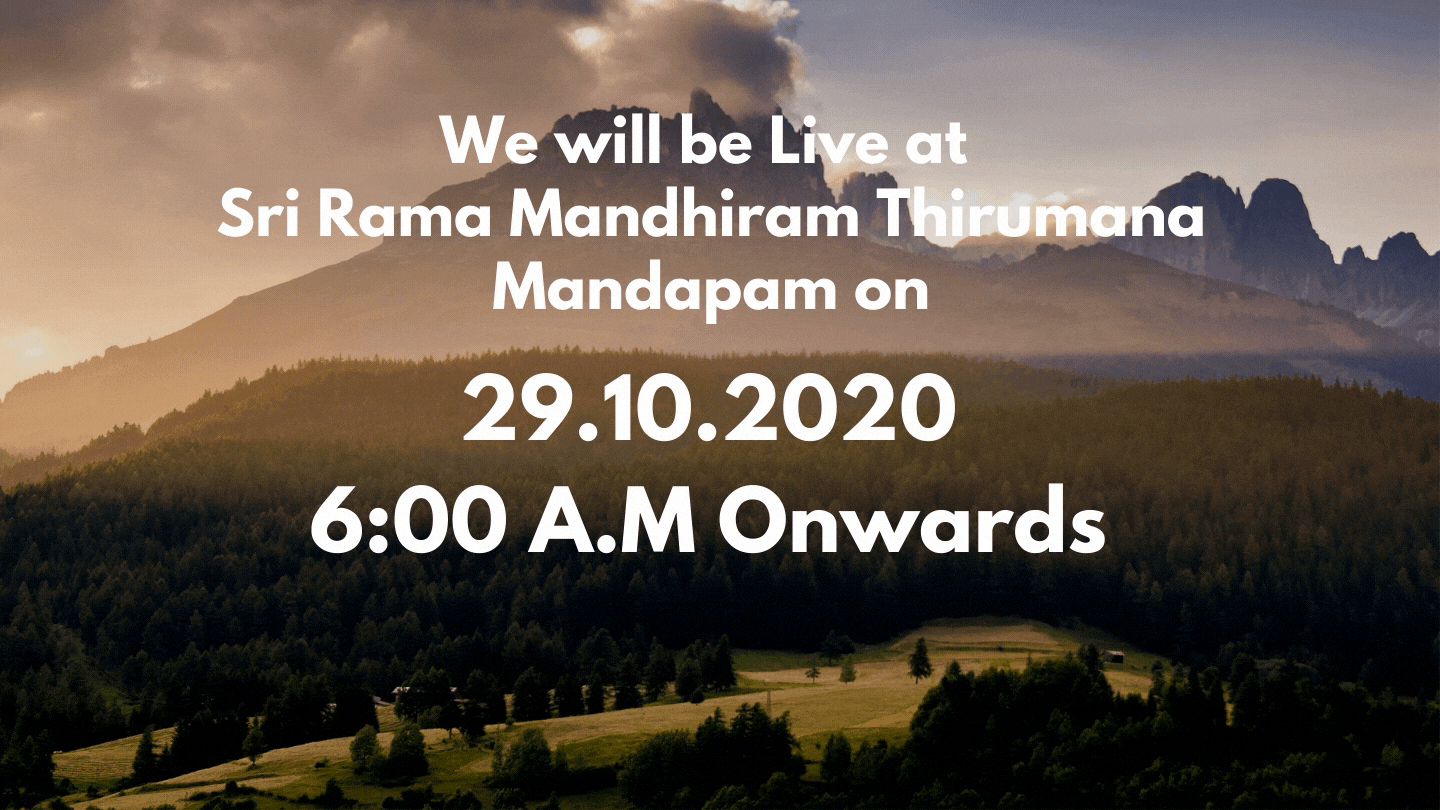 We will be Live at
Sri Rama Mandhiram Thirumana
Mandapam on
29.10.2020
6:00 A.M Onwards